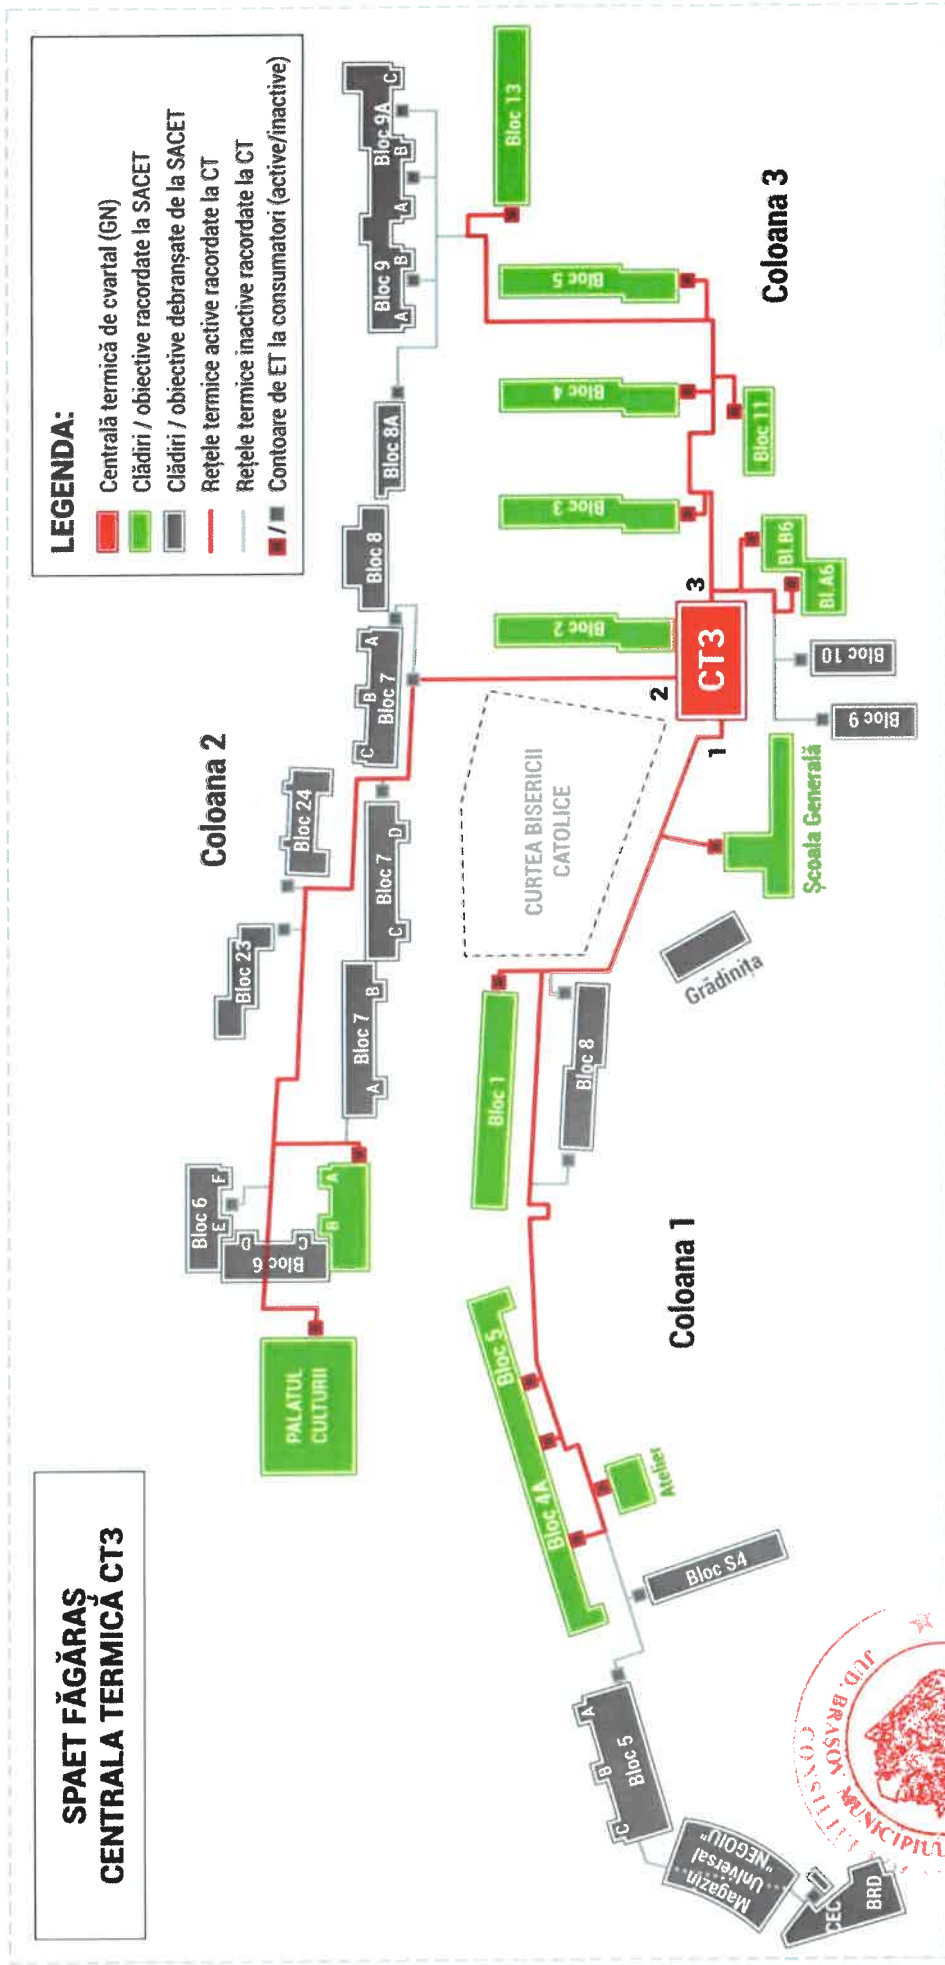 SPAET FĂGĂRAȘ
CENTRALA TERMICĂ CT3
LEGENDA:
Centrală termică de cvartal (GN)
Clădiri / obiective racordate la SACET
Clădiri / obiective debranșate de la SACET
Rețele termice active racordate la CT
Rețele termice inactive racordate la CT
Contoare de ET la consumatori (active/inactive)
PALATUL
CULTURII
Bloc 6
E
F
D
C
Bloc 6
B
A
Bloc 23
Bloc 24
Coloana 2
Bloc 7
A
B
Bloc 7
C
D
Bloc 7
C
B
A
Bloc 8
Bloc 8A
Bloc 9
A
B
Bloc 9A
A
B
C
Bloc 13
Bloc 5
Bloc 4
Bloc 3
Bloc 2
Bloc 11
Coloana 3
CT3
1
2
3
Bl.B6
Bl.A6
Bloc 10
Bloc 9
CURTEA BISERICII
CATOLICE
Școala Generală
Grădinița
Bloc 1
Bloc 8
Coloana 1
Bloc 5
Bloc 4A
Atelier
Bloc S4
Bloc 5
A
B
C
Magazin
Universal
"NEGOIU"
CEC
BRD
JUD. BRAȘOV
MUNICIPIUL